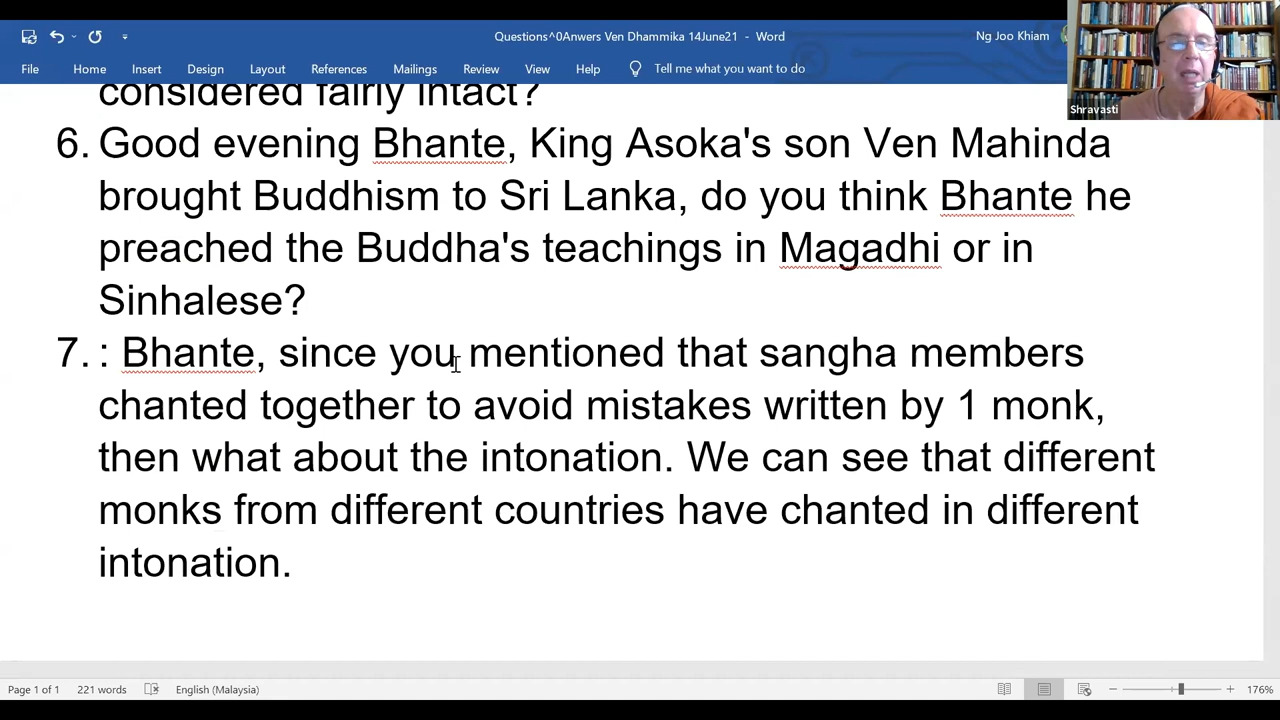 Questions^0Anwers Ven Dhammika 14June21 - Word
Ng Joo Khiam
File Home Insert Design Layout References Mailings Review View Help Tell me what you want to do
Shravasti
considered fairly intact?
6. Good evening Bhante, King Asoka's son Ven Mahinda
brought Buddhism to Sri Lanka, do you think Bhante he
preached the Buddha's teachings in Magadhi or in
Sinhalese?
7. : Bhante, since you mentioned that sangha members
chanted together to avoid mistakes written by 1 monk,
then what about the intonation. We can see that different
monks from different countries have chanted in different
intonation.
Page 1 of 1 221 words English (Malaysia) 176%